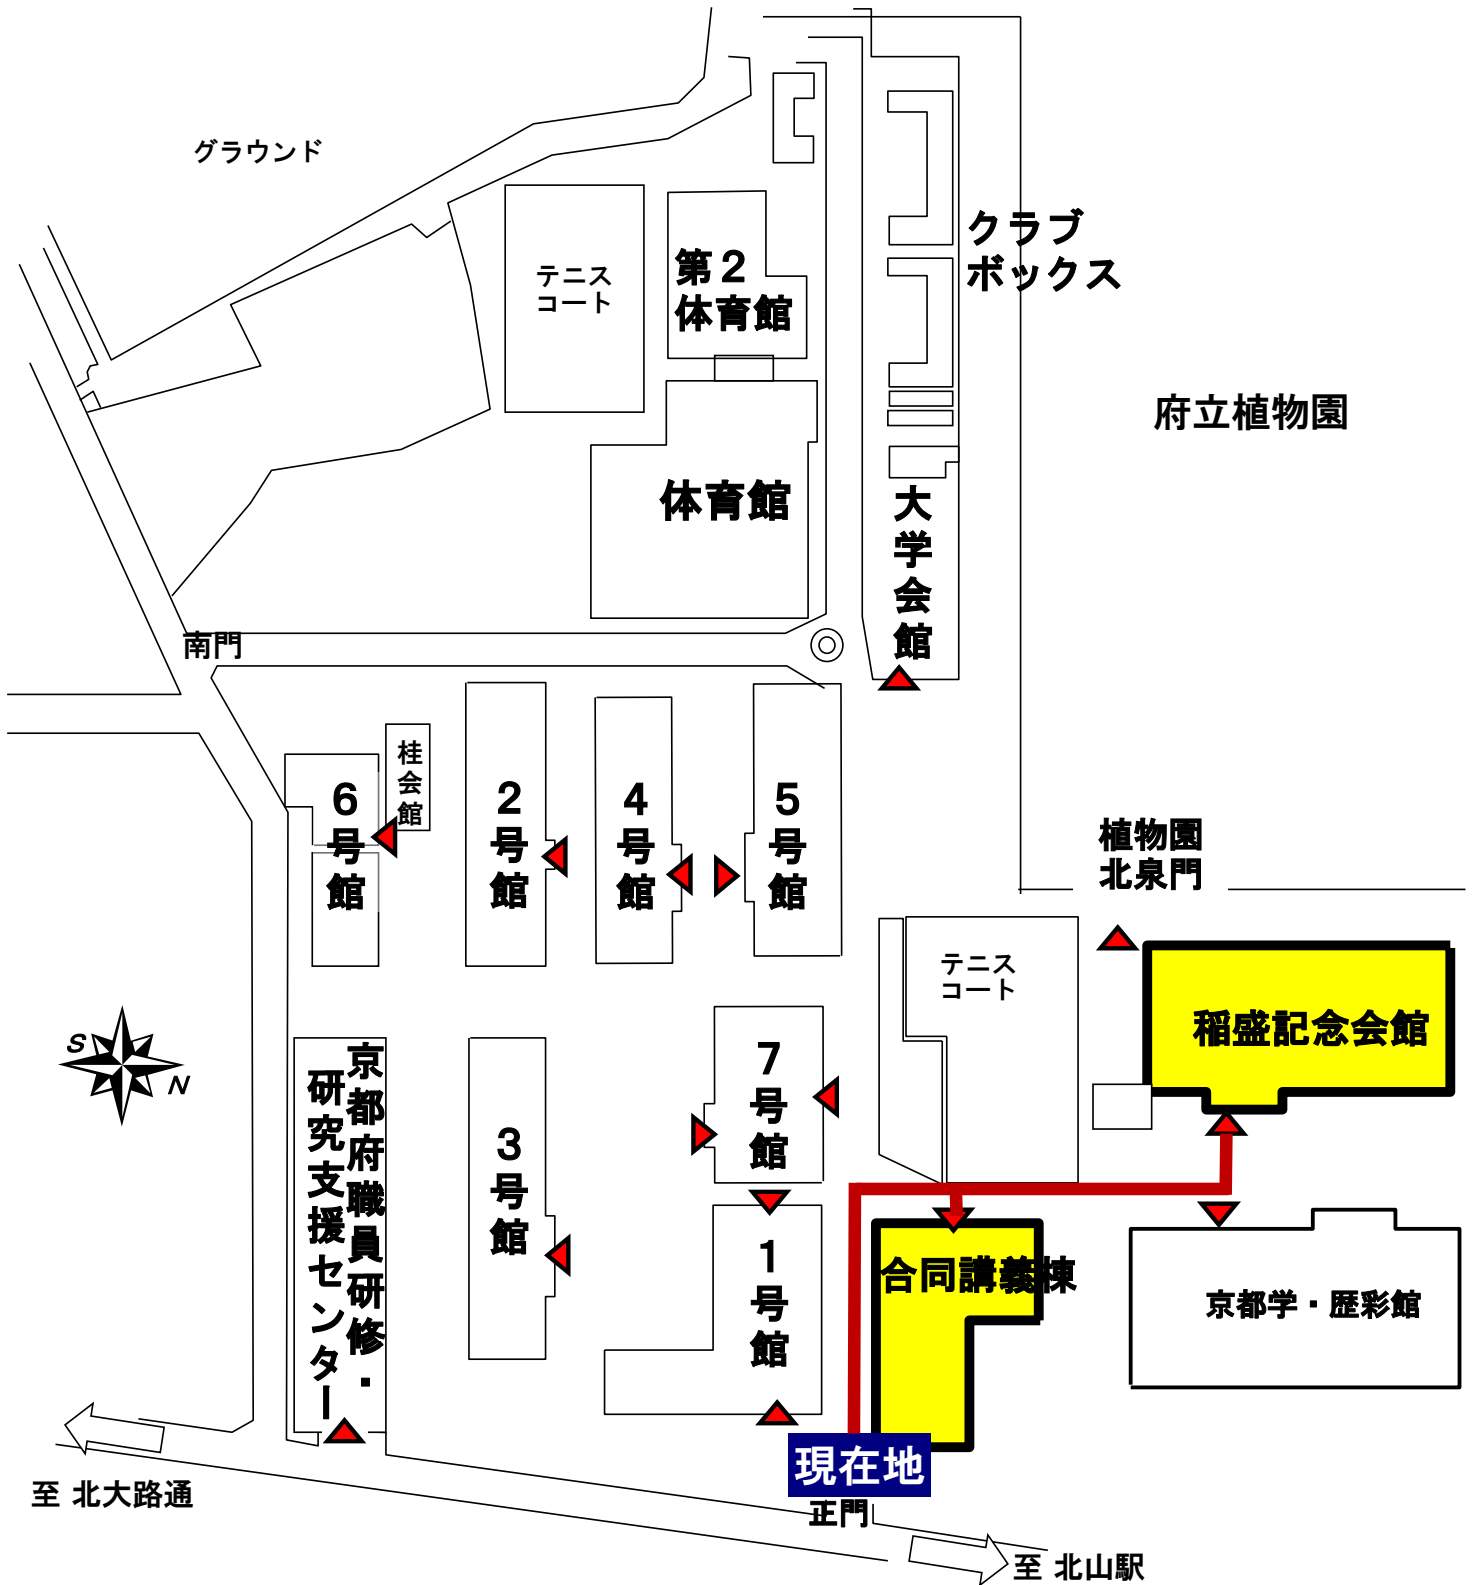 グラウンド
クラブ
ボックス
テニス
コート
第２
体育館
府立植物園
体育館
大学会館
南門
桂会館
６号館
２号館
４号館
５号館
植物園
北泉門
テニス
コート
稲盛記念会館
S
N
京都府職員研修・
研究支援センター
３号館
７号館
１号館
合同講義棟
京都学・歴彩館
現在地
正門
至 北大路通
至 北山駅